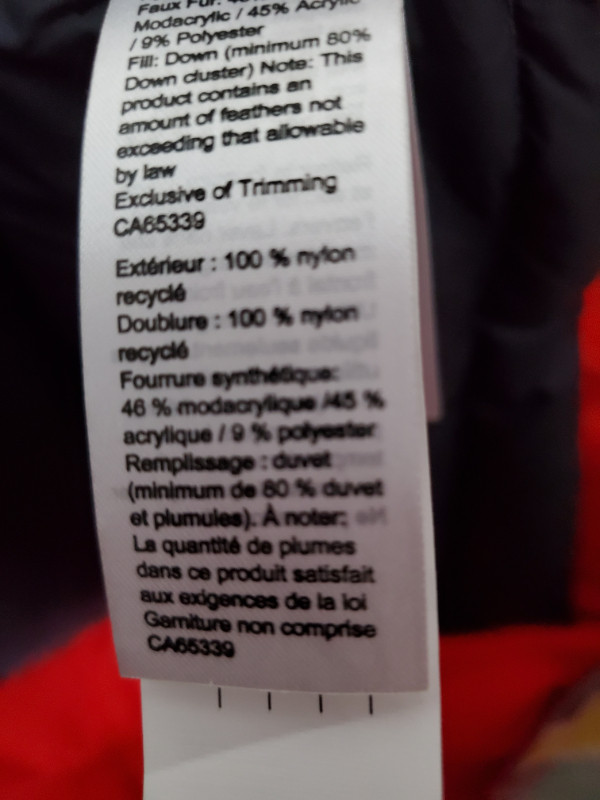 Faux Fur:
Modacrylic / 45% Acrylic
/ 9% Polyester
Fill: Down (minimum 80%
Down cluster) Note: This
product contains an
amount of feathers not
exceeding that allowable
by law
Exclusive of Trimming
CA65339
Extérieur : 100 % nylon
recyclé
Doublure : 100 % nylon
recyclé
Fourrure synthétique:
46 % modacrylique /45 %
acrylique / 9 % polyester
Remplissage : duvet
(minimum de 80 % duvet
et plumules). À noter:
La quantité de plumes
dans ce produit satisfait
aux exigences de la loi
Garniture non comprise
CA65339